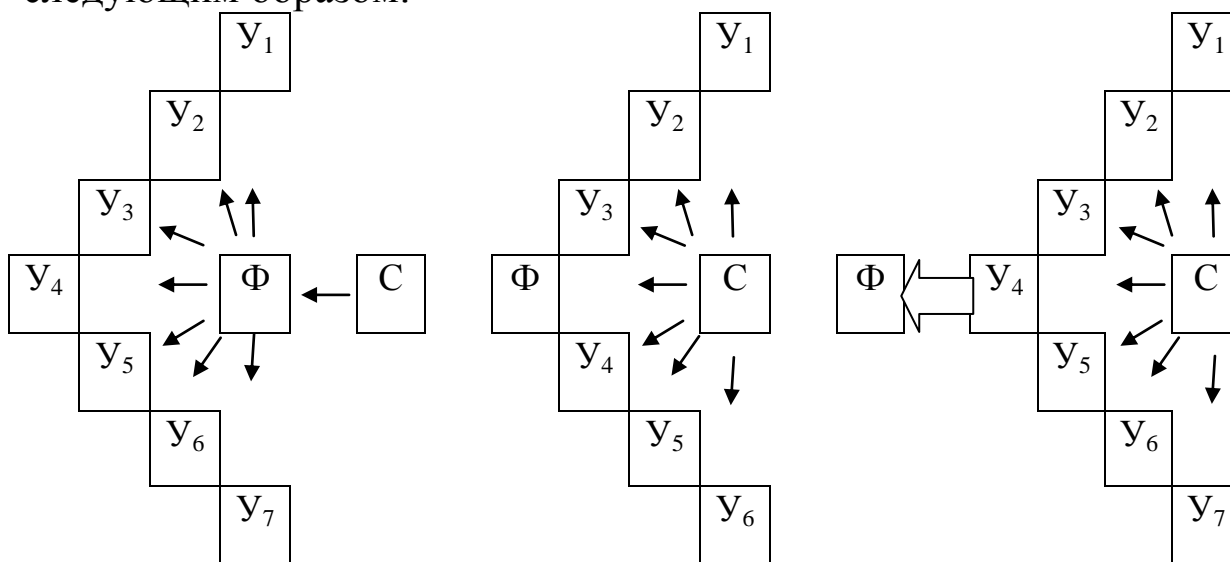 следующим образом:
У1 У1 У1
У2 У2 У2
У3 У3 У3
У4 Ф С Ф С Ф У4 С
У5 У4 У5
У6 У5 У6
У7 У6 У7